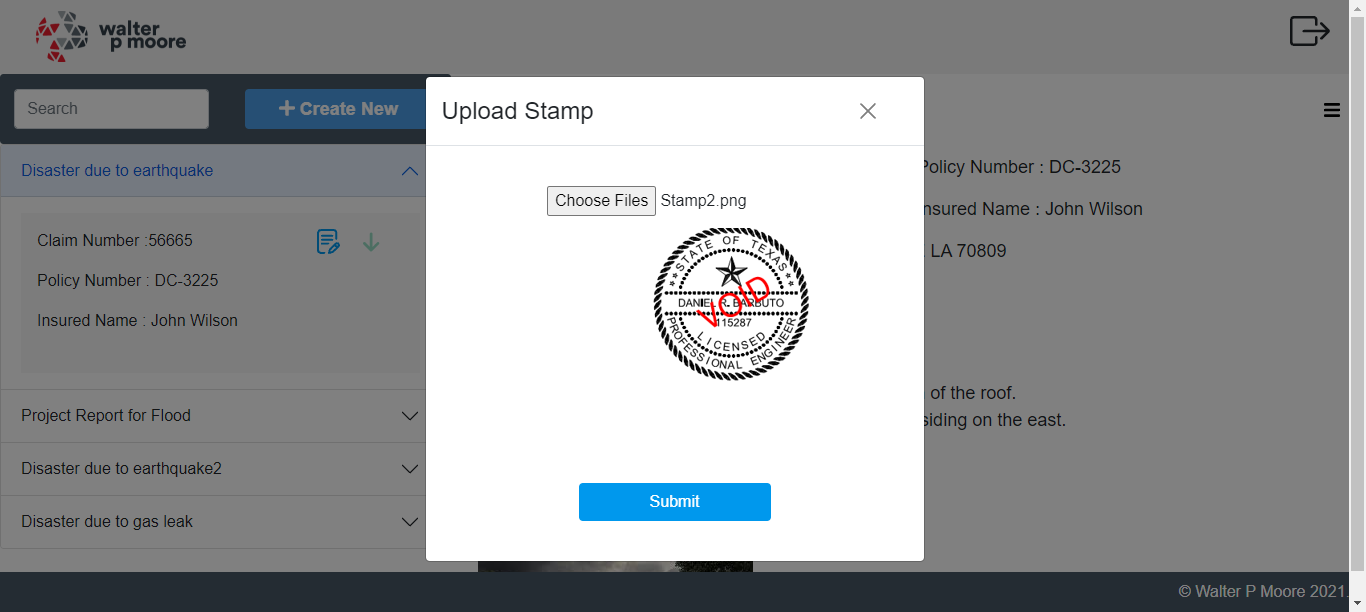 walter
p moore
Search
Create New
Upload Stamp
Disaster due to earthquake
Policy Number : DC-3225
Choose Files Stamp2.png
nsured Name : John Wilson
Claim Number :56665
LA 70809
Policy Number : DC-3225
Insured Name : John Wilson
STATE OF TEXAS
DANIEL R. BARBUTO
VOID
115287
LICENSED
PROFESSIONAL ENGINEER
of the roof.
Project Report for Flood
siding on the east.
Disaster due to earthquake2
Submit
Disaster due to gas leak
© Walter P Moore 2021.